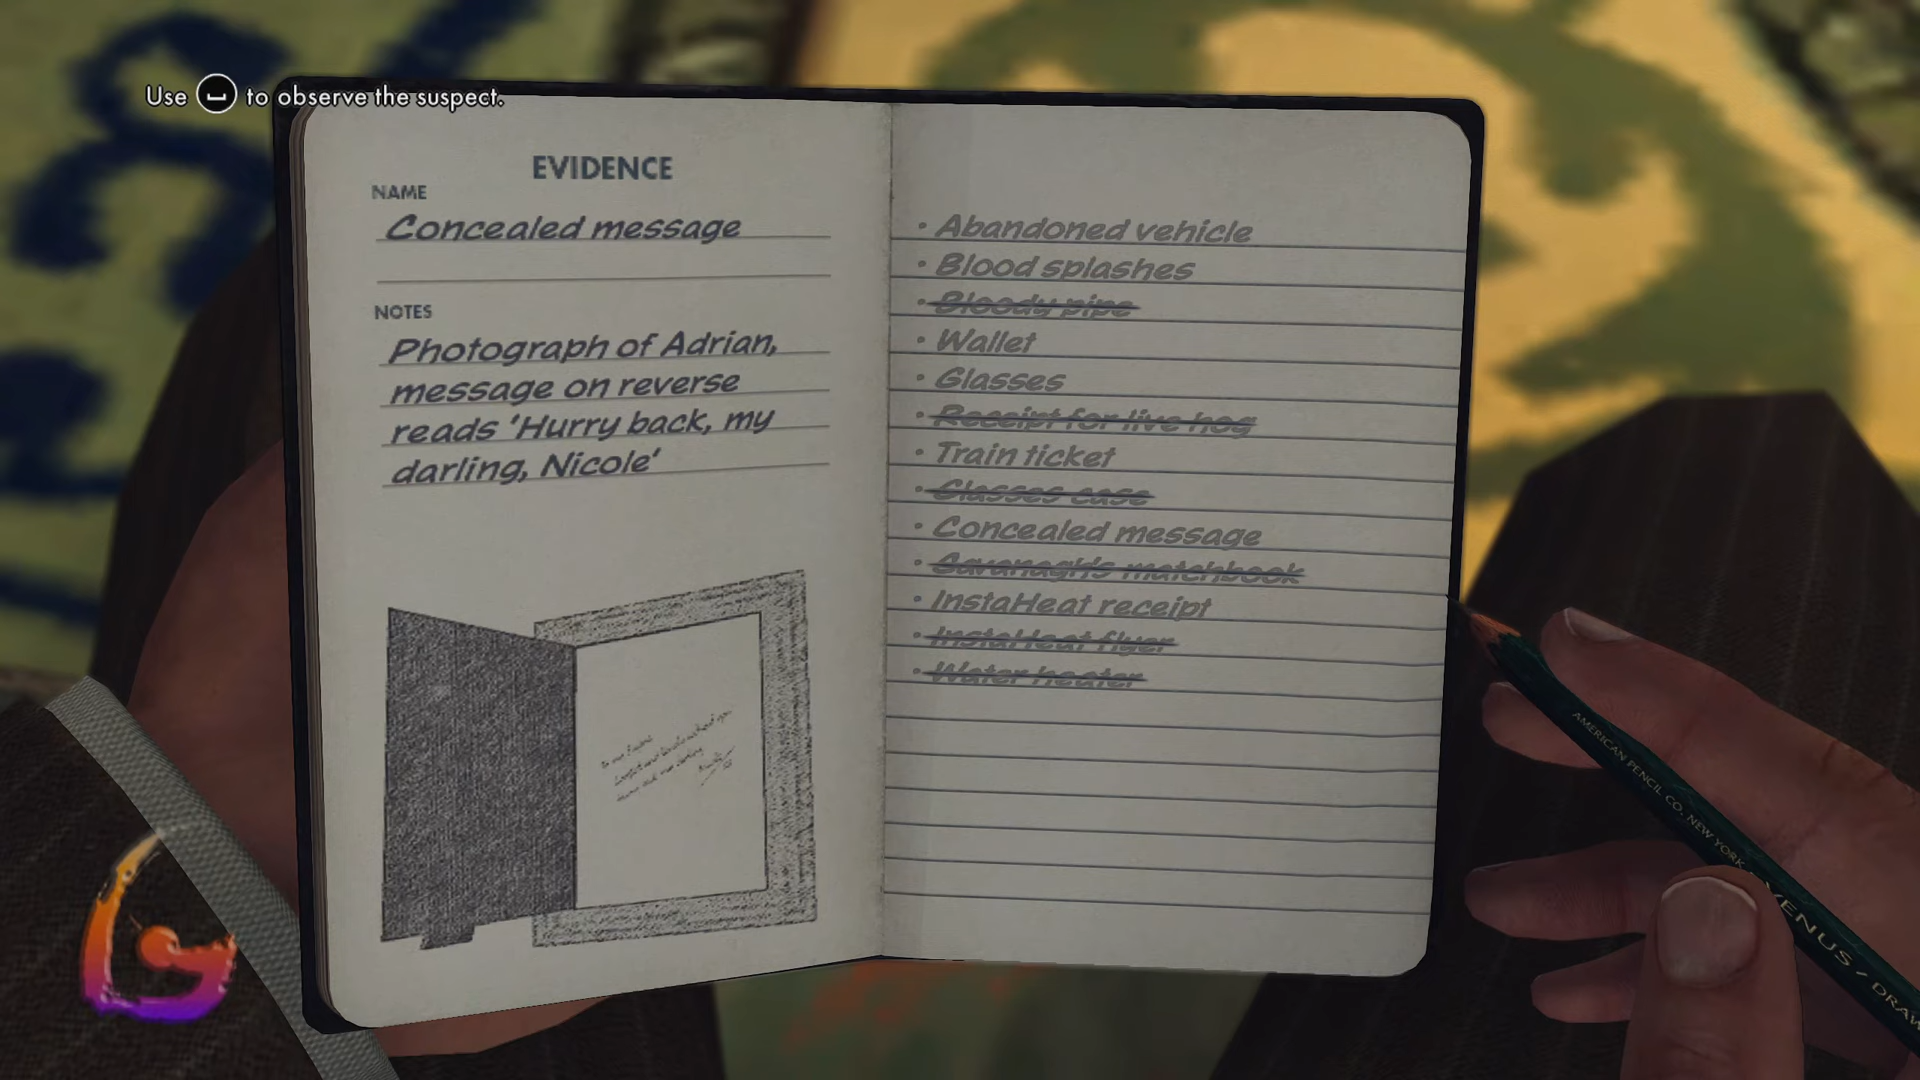 Use to observe the suspect.
EVIDENCE
NAME
Concealed message
NOTES
Photograph of Adrian,
message on reverse
reads 'Hurry back, my
darling, Nicole'
• Abandoned vehicle
• Blood splashes
• Bloody pipe
• Wallet
• Glasses
• Receipt for live hog
• Train ticket
• Glasses case
• Concealed message
• Cavanagh's matchbook
• InstaHeat receipt
• InstaHeat flyer
• Water heater
AMERICAN PENCIL CO. NEW YORK
VENUS / DRAW